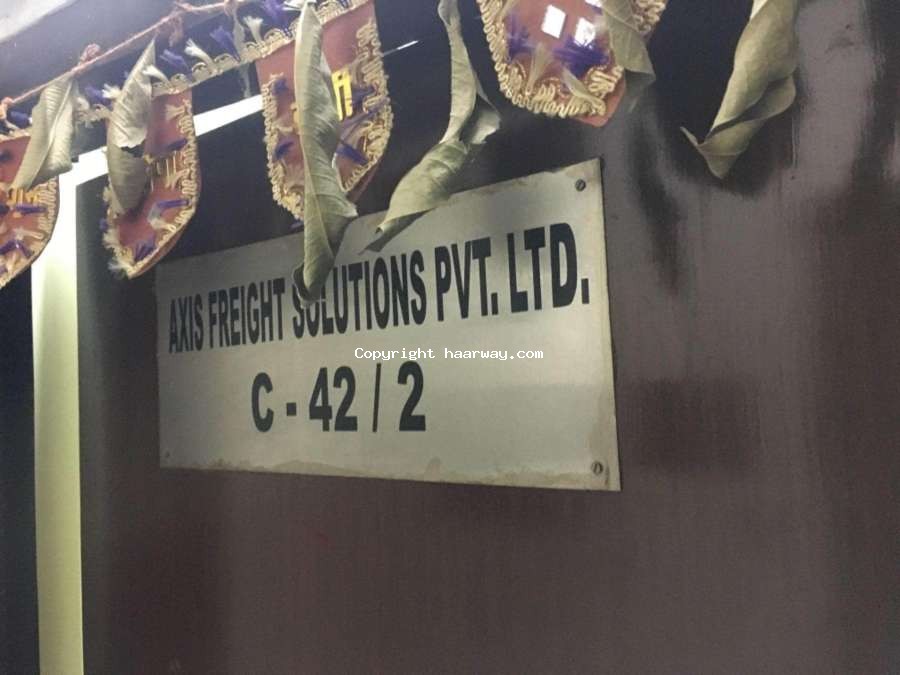 AXIS FREIGHT SOLUTIONS PVT. LTD.
Copyright haarway.com
C - 42 / 2